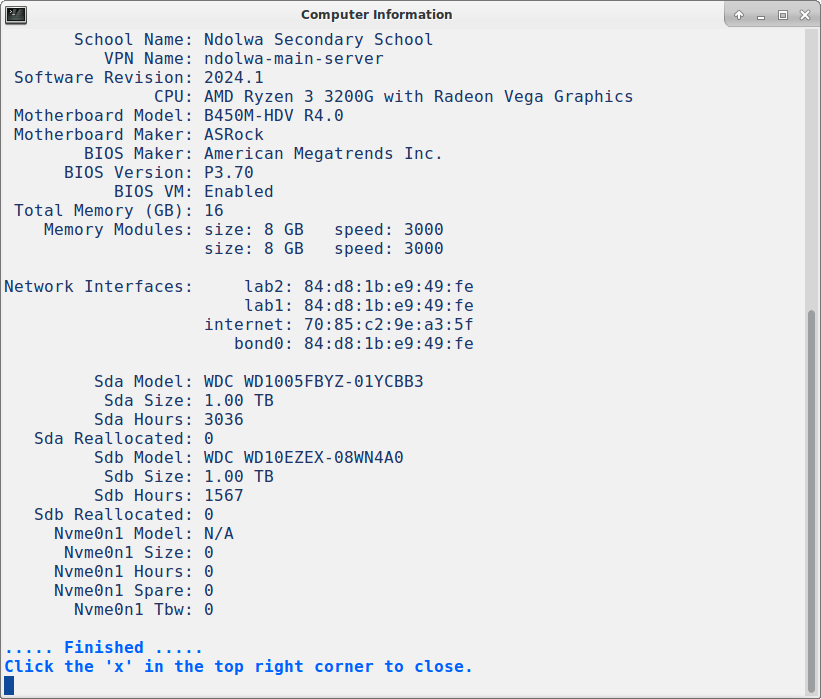 Computer Information
School Name: Ndolwa Secondary School
VPN Name: ndolwa-main-server
Software Revision: 2024.1
CPU: AMD Ryzen 3 3200G with Radeon Vega Graphics
Motherboard Model: B450M-HDV R4.0
Motherboard Maker: ASRock
BIOS Maker: American Megatrends Inc.
BIOS Version: P3.70
BIOS VM: Enabled
Total Memory (GB): 16
Memory Modules: size: 8 GB   speed: 3000
size: 8 GB   speed: 3000
Network Interfaces:     lab2: 84:d8:1b:e9:49:fe
lab1: 84:d8:1b:e9:49:fe
internet: 70:85:c2:9e:a3:5f
bond0: 84:d8:1b:e9:49:fe
Sda Model: WDC WD1005FBYZ-01YCBB3
Sda Size: 1.00 TB
Sda Hours: 3036
Sda Reallocated: 0
Sdb Model: WDC WD10EZEX-08WN4A0
Sdb Size: 1.00 TB
Sdb Hours: 1567
Sdb Reallocated: 0
Nvme0n1 Model: N/A
Nvme0n1 Size: 0
Nvme0n1 Hours: 0
Nvme0n1 Spare: 0
Nvme0n1 Tbw: 0
..... Finished .....
Click the 'x' in the top right corner to close.